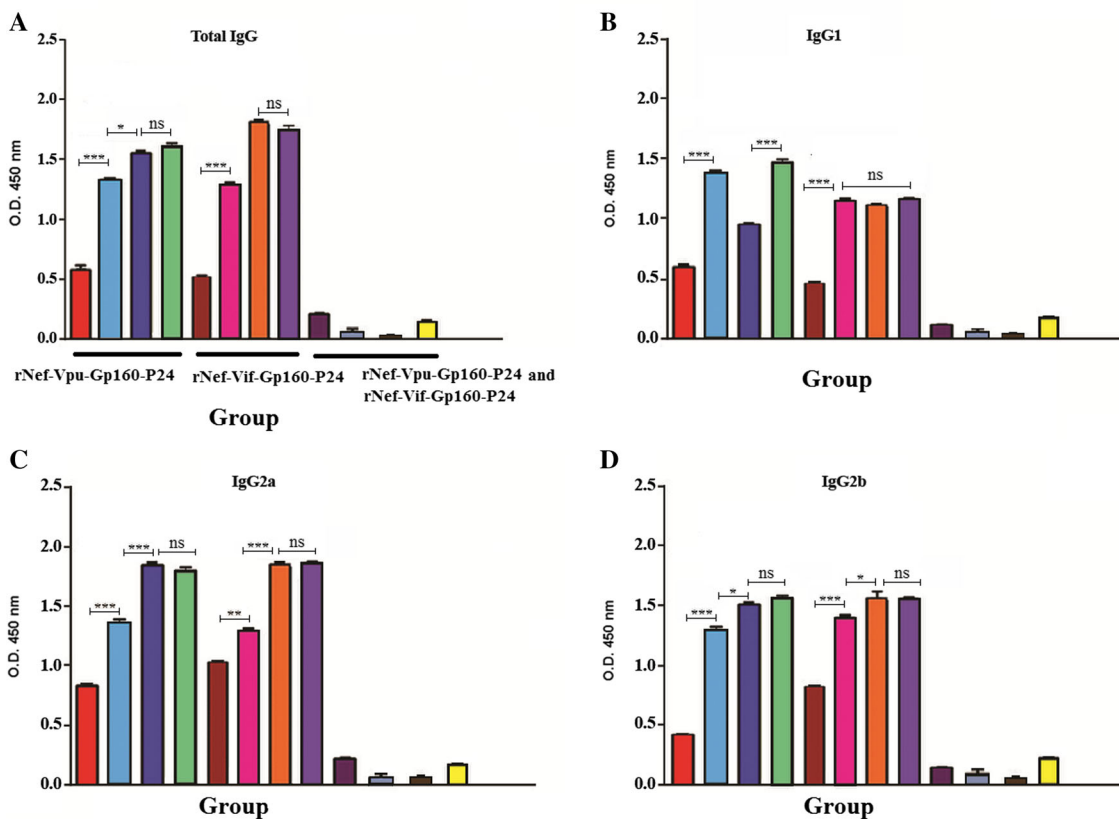 A
Total IgG
2.5
2.0
1.5
1.0
0.5
0.0
O.D. 450 nm
***
*
ns
***
ns
rNef-Vpu-Gp160-P24
rNef-Vif-Gp160-P24
rNef-Vpu-Gp160-P24 and
rNef-Vif-Gp160-P24
Group
B
IgG1
2.5
2.0
1.5
1.0
0.5
0.0
O.D. 450 nm
***
***
***
ns
Group
C
IgG2a
2.5
2.0
1.5
1.0
0.5
0.0
O.D. 450 nm
***
***
ns
**
***
ns
Group
D
IgG2b
2.5
2.0
1.5
1.0
0.5
0.0
O.D. 450 nm
***
*
ns
***
*
ns
Group